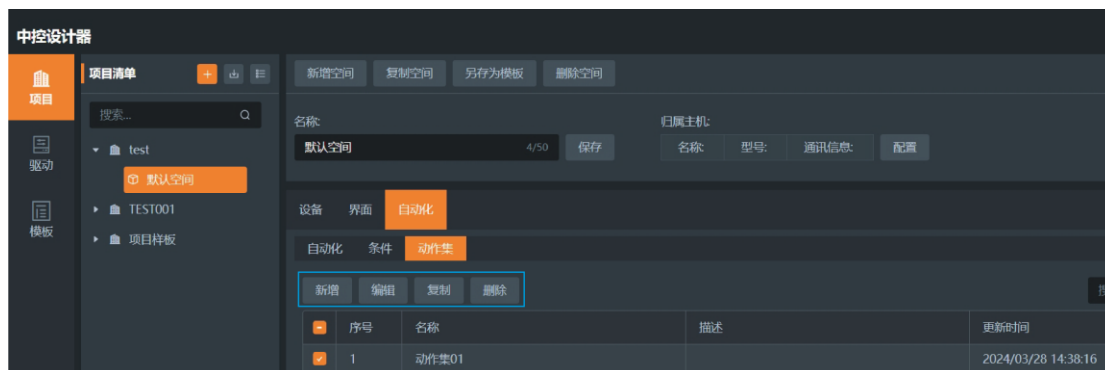 中控设计器
项目
驱动
模板
项目清单
搜索...
test
默认空间
TEST001
项目样板
新增空间 复制空间 另存为模板 删除空间
名称: 归属主机:
默认空间 4/50 保存 名称: 型号: 通讯信息: 配置
设备 界面 自动化
自动化 条件 动作集
新增 编辑 复制 删除
序号 名称 描述 更新时间
1 动作集01 2024/03/28 14:38:16